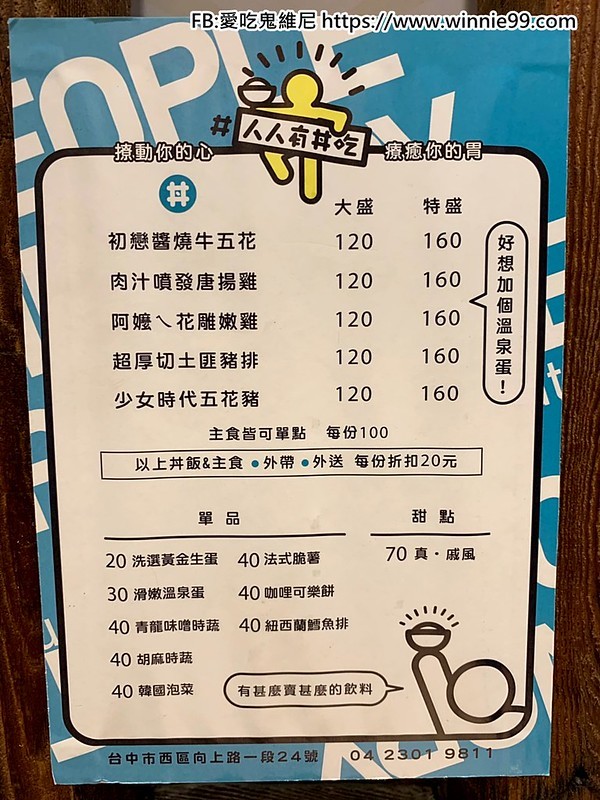 FB:愛吃鬼維尼 https://www.winnie99.com
#人人有丼吃
撩動你的心 療癒你的胃
丼
大盛 特盛
初戀醬燒牛五花 120 160
肉汁噴發唐揚雞 120 160
阿嬤ㄟ花雕嫩雞 120 160
超厚切土匪豬排 120 160
少女時代五花豬 120 160
好想加個溫泉蛋!
主食皆可單點 每份100
以上丼飯&主食 •外帶 •外送 每份折扣20元
單品 甜點
20 洗選黃金生蛋 40 法式脆薯 70 真·戚風
30 滑嫩溫泉蛋 40 咖哩可樂餅
40 青龍味噌時蔬 40 紐西蘭鱈魚排
40 胡麻時蔬
40 韓國泡菜
有甚麼賣甚麼的飲料
台中市西區向上路一段24號 04 2301 9811